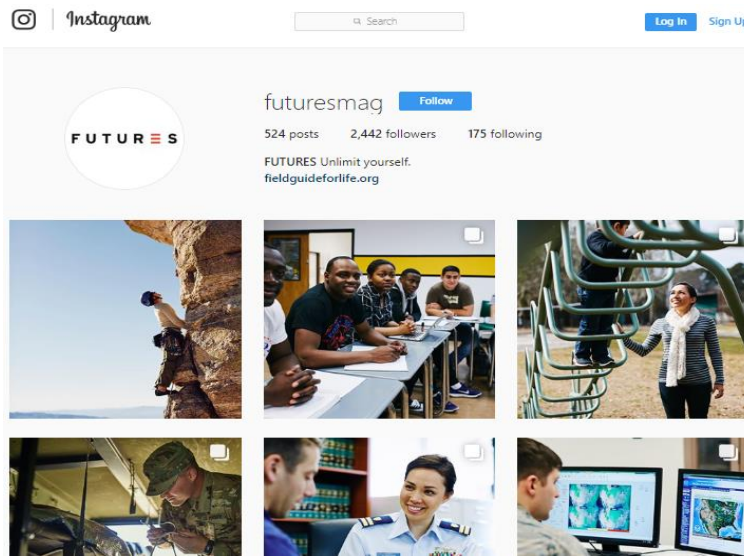 Instagram
Search
Log In
Sign Up
FUTURES
futuresmag
Follow
524 posts
2,442 followers
175 following
FUTURES Unlimit yourself.
fieldguideforlife.org